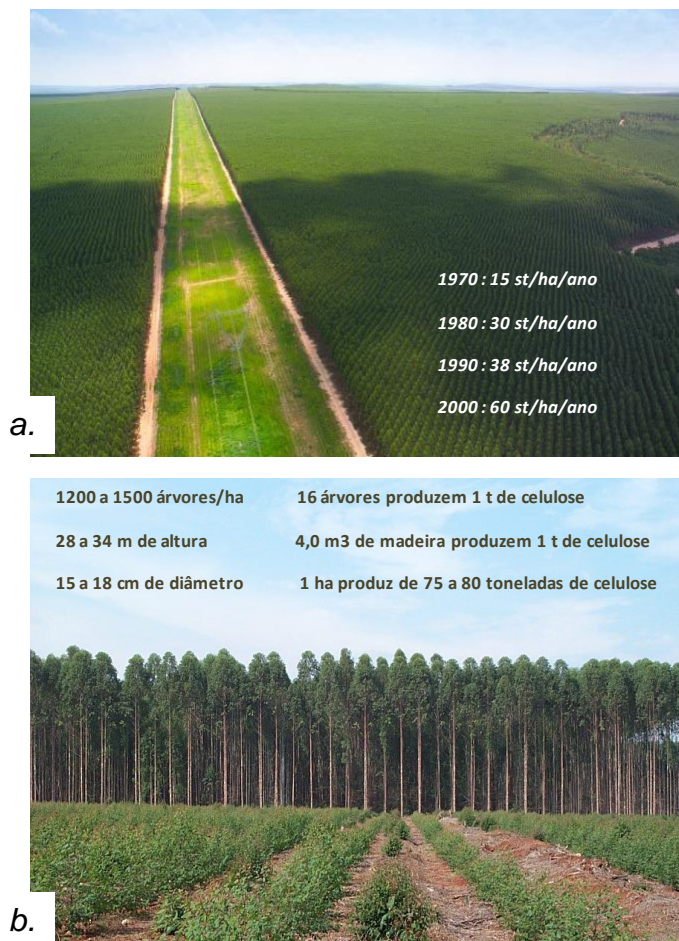 1970 : 15 st/ha/ano
1980 : 30 st/ha/ano
1990 : 38 st/ha/ano
2000 : 60 st/ha/ano
a.
1200 a 1500 árvores/ha 16 árvores produzem 1 t de celulose
28 a 34 m de altura 4,0 m3 de madeira produzem 1 t de celulose
15 a 18 cm de diâmetro 1 ha produz de 75 a 80 toneladas de celulose
b.